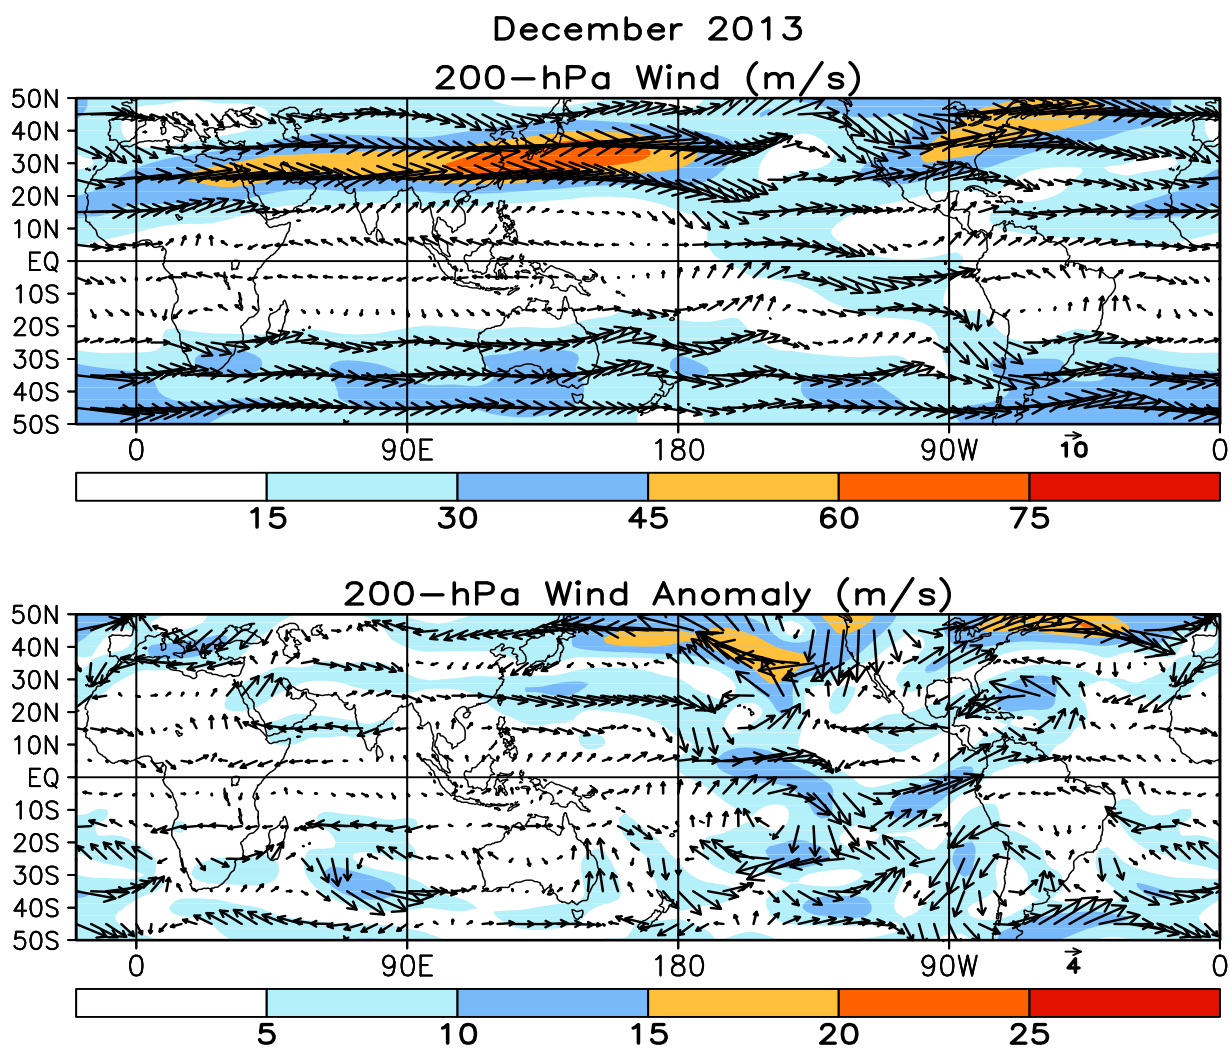 December 2013
200-hPa Wind (m/s)
50N
40N
30N
20N
10N
EQ
10S
20S
30S
40S
50S
0 90E 180 90W 10 0
15 30 45 60 75
200-hPa Wind Anomaly (m/s)
50N
40N
30N
20N
10N
EQ
10S
20S
30S
40S
50S
0 90E 180 90W 4 0
5 10 15 20 25